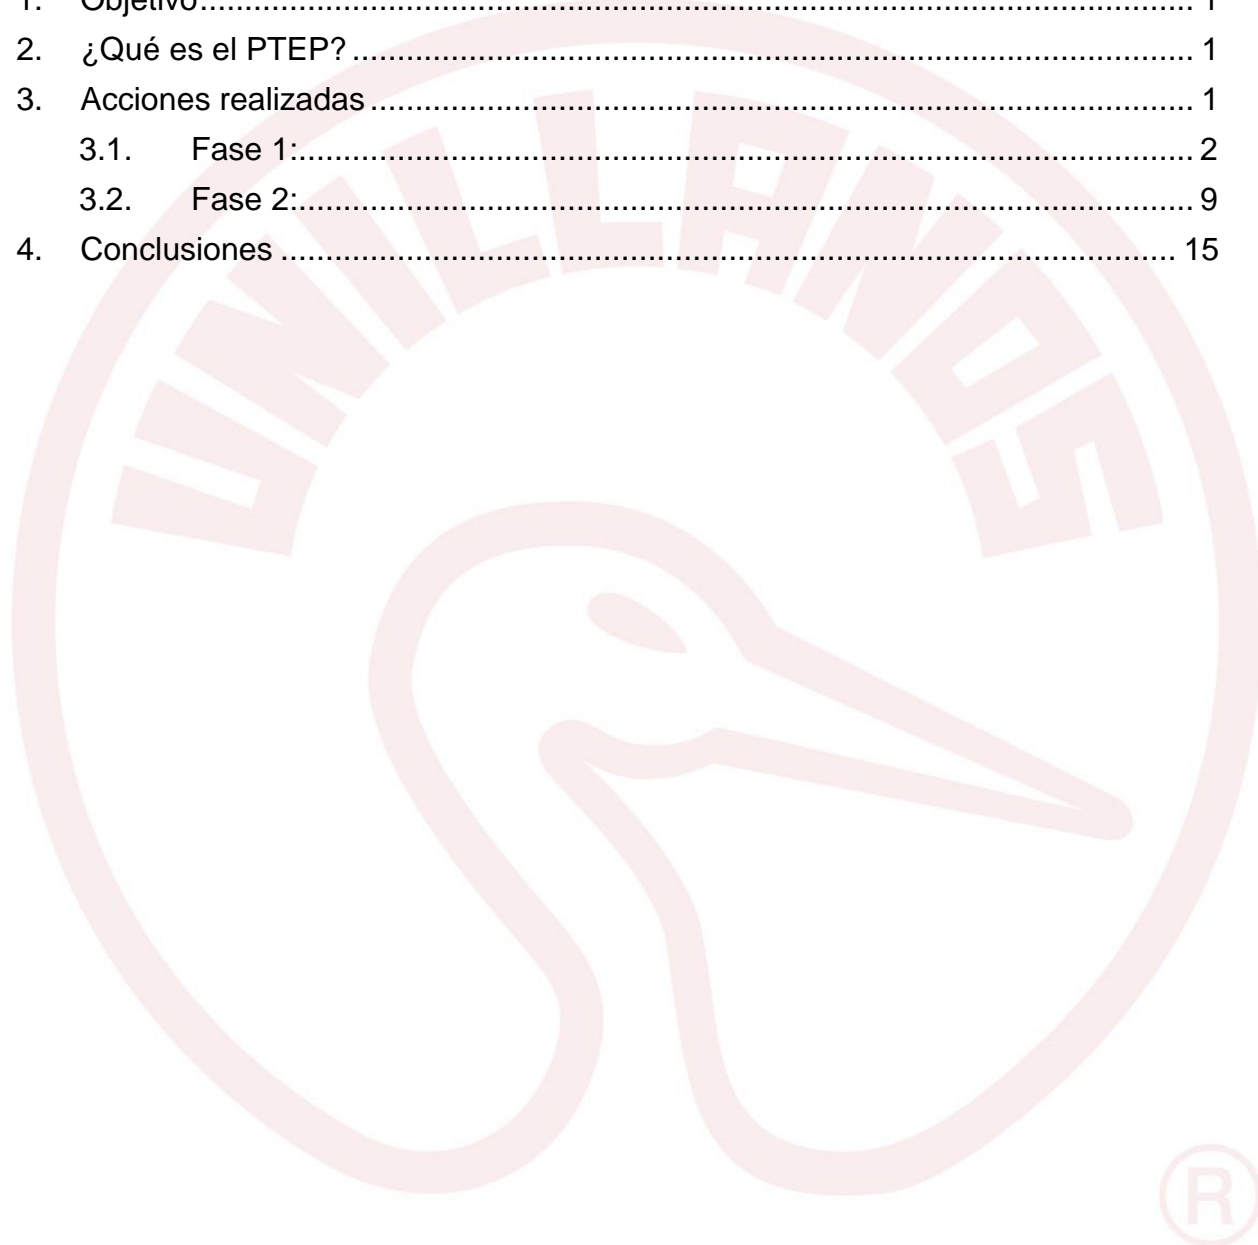 1. Objetivo........................................................................................................ 1
2. ¿Qué es el PTEP?........................................................................................ 1
3. Acciones realizadas...................................................................................... 1
3.1. Fase 1:................................................................................................. 2
3.2. Fase 2:................................................................................................. 9
4. Conclusiones............................................................................................... 15
UNILLANOS
®